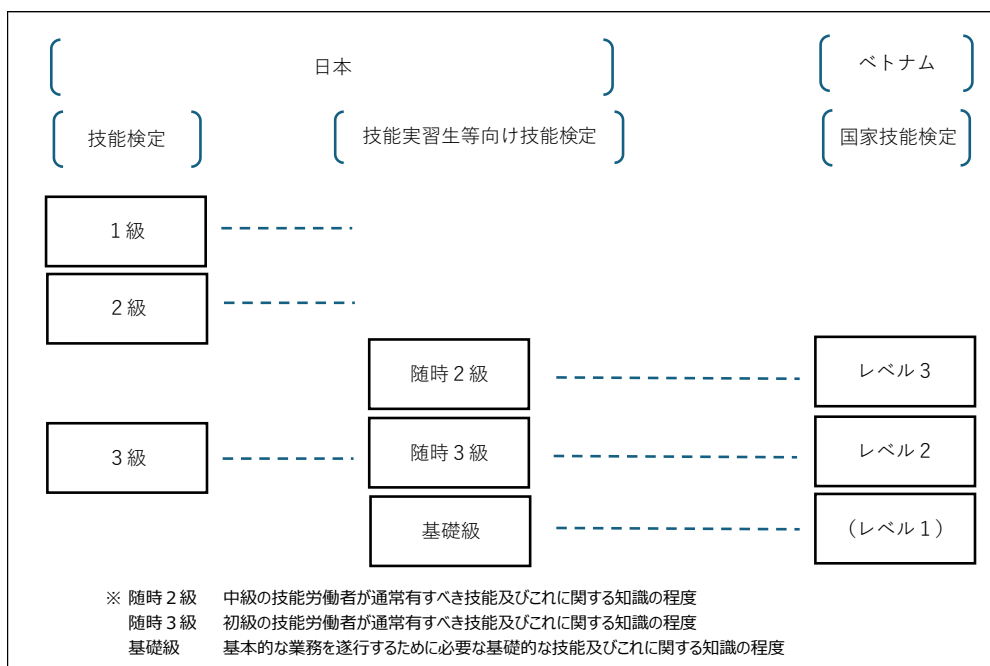 日本
ベトナム
技能検定
技能実習生等向け技能検定
国家技能検定
1級
2級
随時2級
レベル3
3級
随時3級
レベル2
基礎級
(レベル1)
※ 随時2級 中級の技能労働者が通常有すべき技能及びこれに関する知識の程度
随時3級 初級の技能労働者が通常有すべき技能及びこれに関する知識の程度
基礎級 基本的な業務を遂行するために必要な基礎的な技能及びこれに関する知識の程度